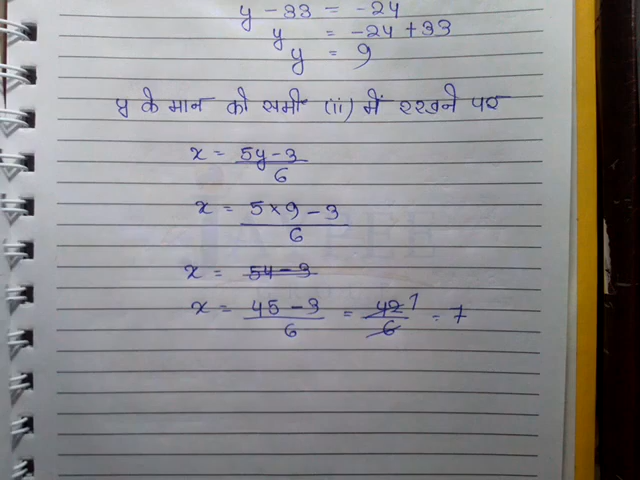 y - 33 = -24
y = -24 + 33
y = 9
y के मान को समी (ii) में रखने पर
x = 5y - 3 / 6
x = 5 × 9 - 3 / 6
x = 54 - 3
x = 45 - 3 / 6 = 42 7 / 6 = 7